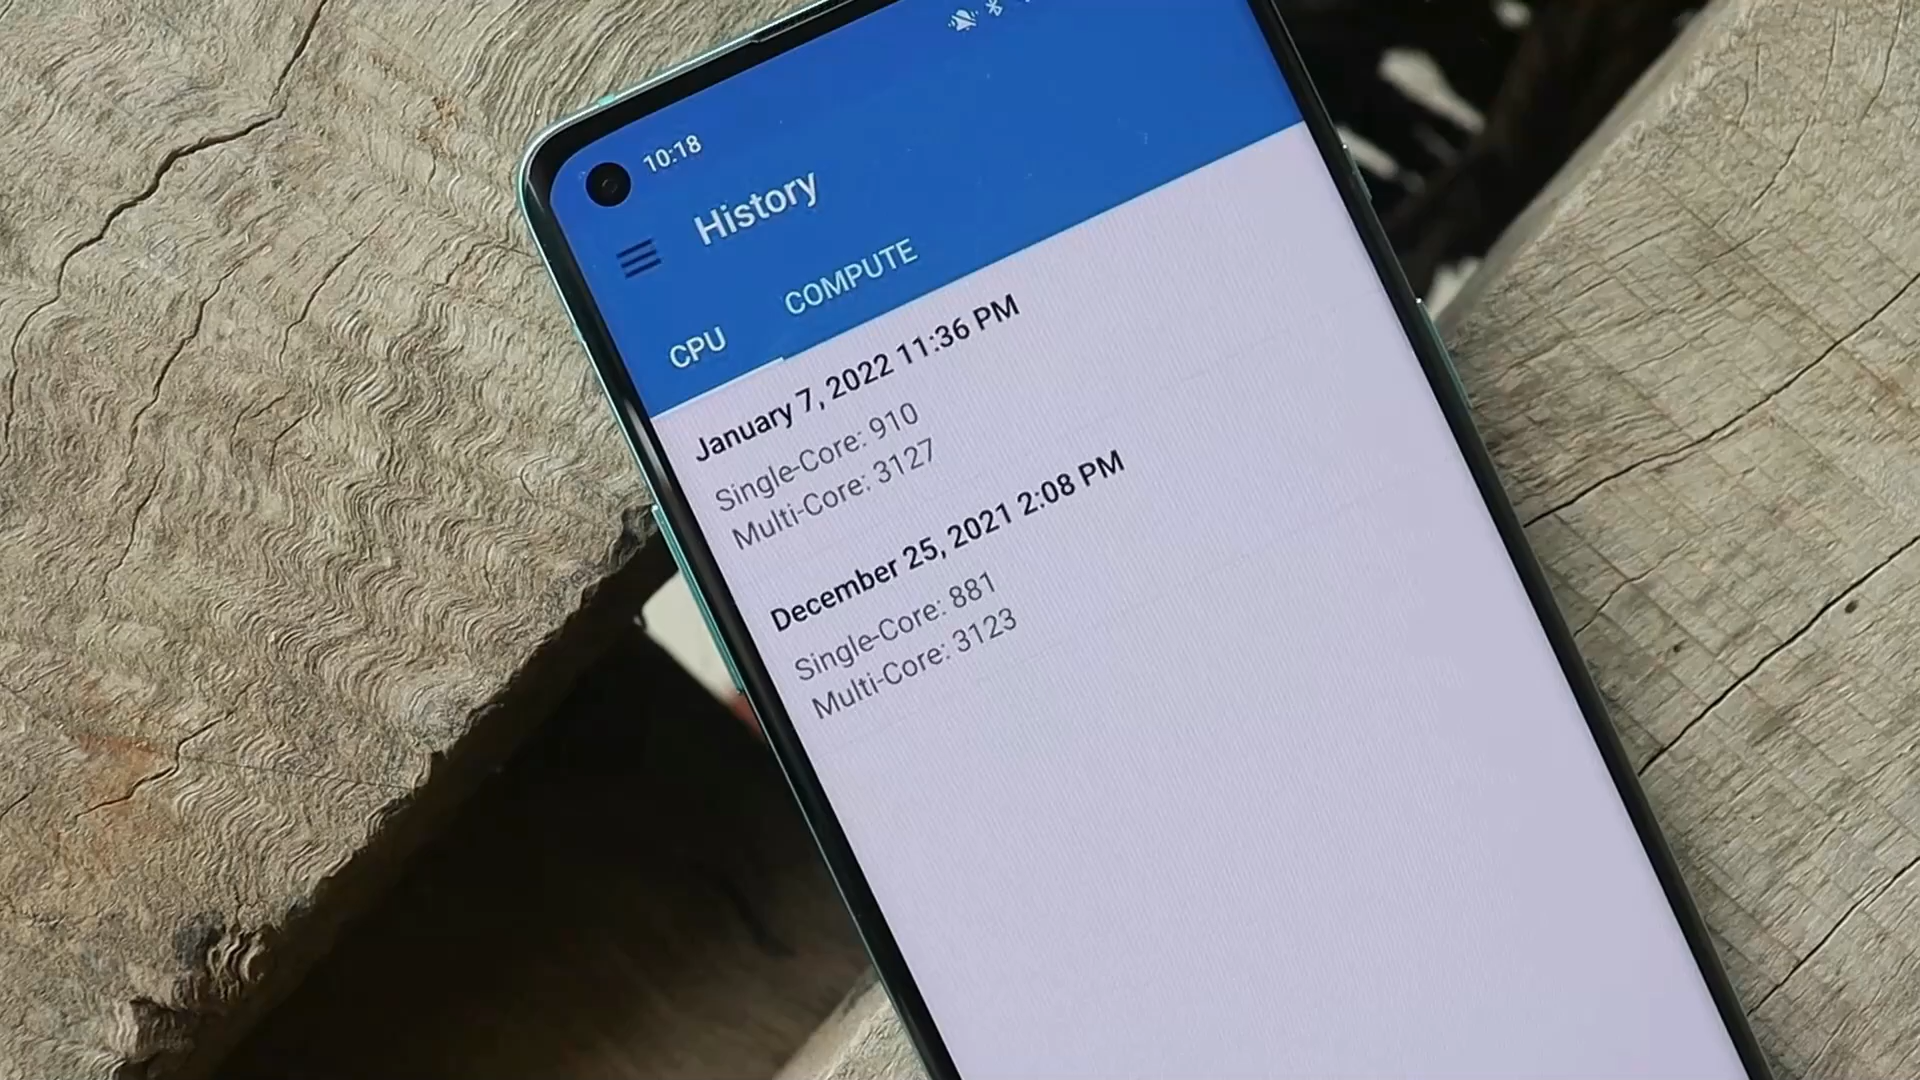 10:18
History
CPU COMPUTE
January 7, 2022 11:36 PM
Single-Core: 910
Multi-Core: 3127
December 25, 2021 2:08 PM
Single-Core: 881
Multi-Core: 3123